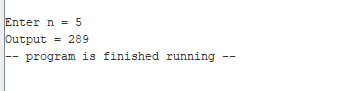 Enter n = 5
Output = 289
-- program is finished running --